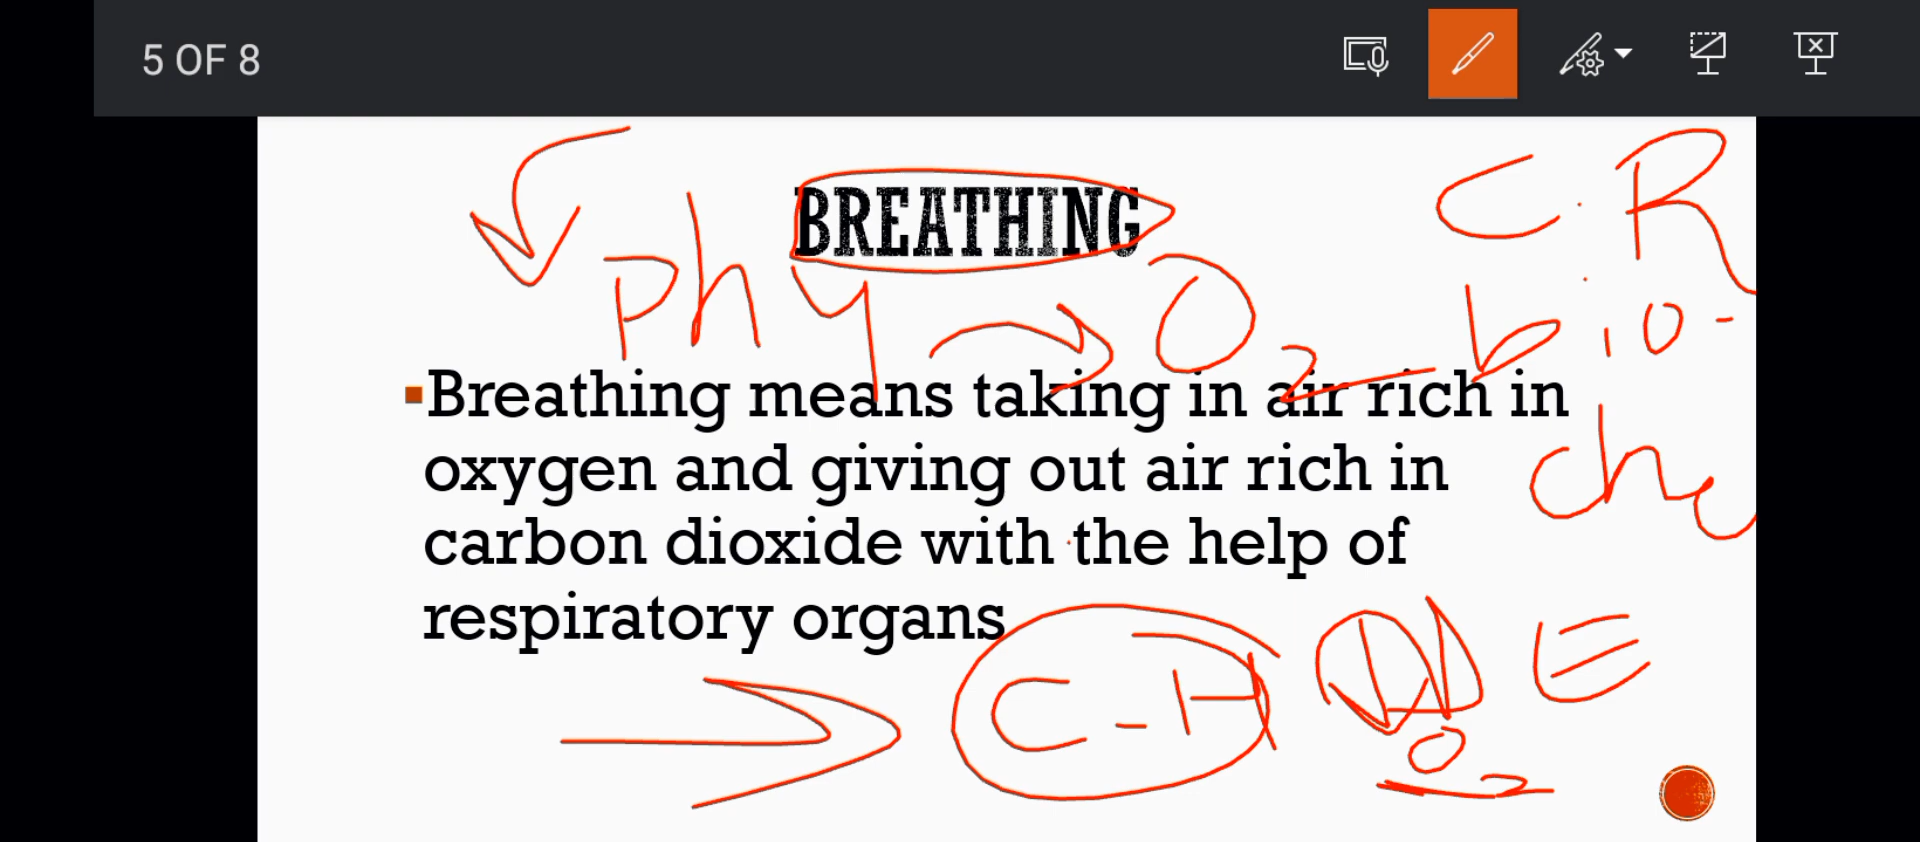 5 OF 8
BREATHING
C.R
phy → O2
bio-
Breathing means taking in air rich in
oxygen and giving out air rich in
che
carbon dioxide with the help of
respiratory organs
C-H
E
O2